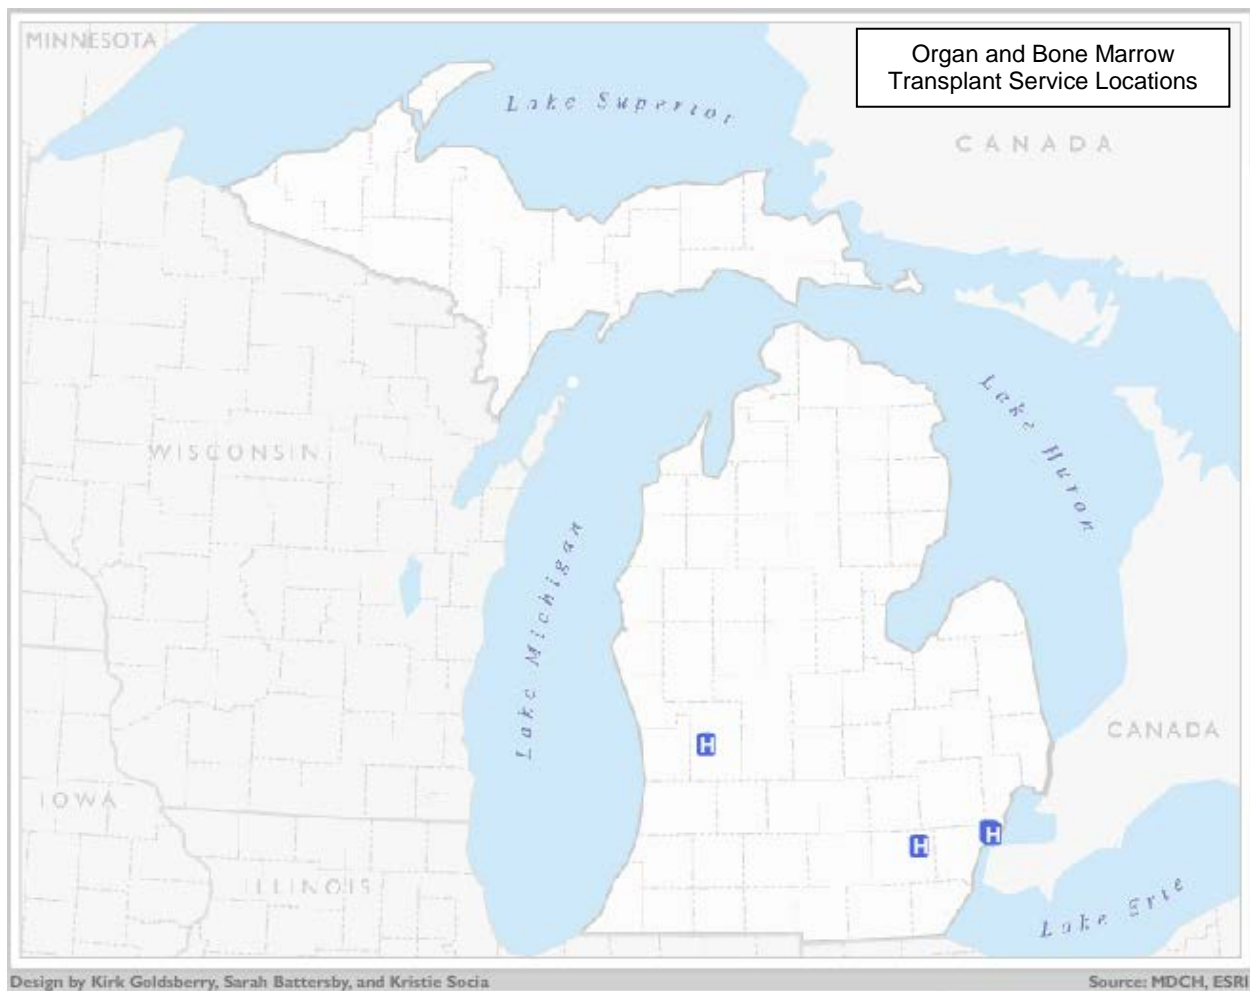 MINNESOTA
Organ and Bone Marrow
Transplant Service Locations
Lake Superior
CANADA
Lake Huron
WISCONSIN
Lake Michigan
CANADA
H
IOWA
H
H
ILLINOIS
Lake Erie
Design by Kirk Goldsberry, Sarah Battersby, and Kristie Socia
Source: MDCH, ESRI